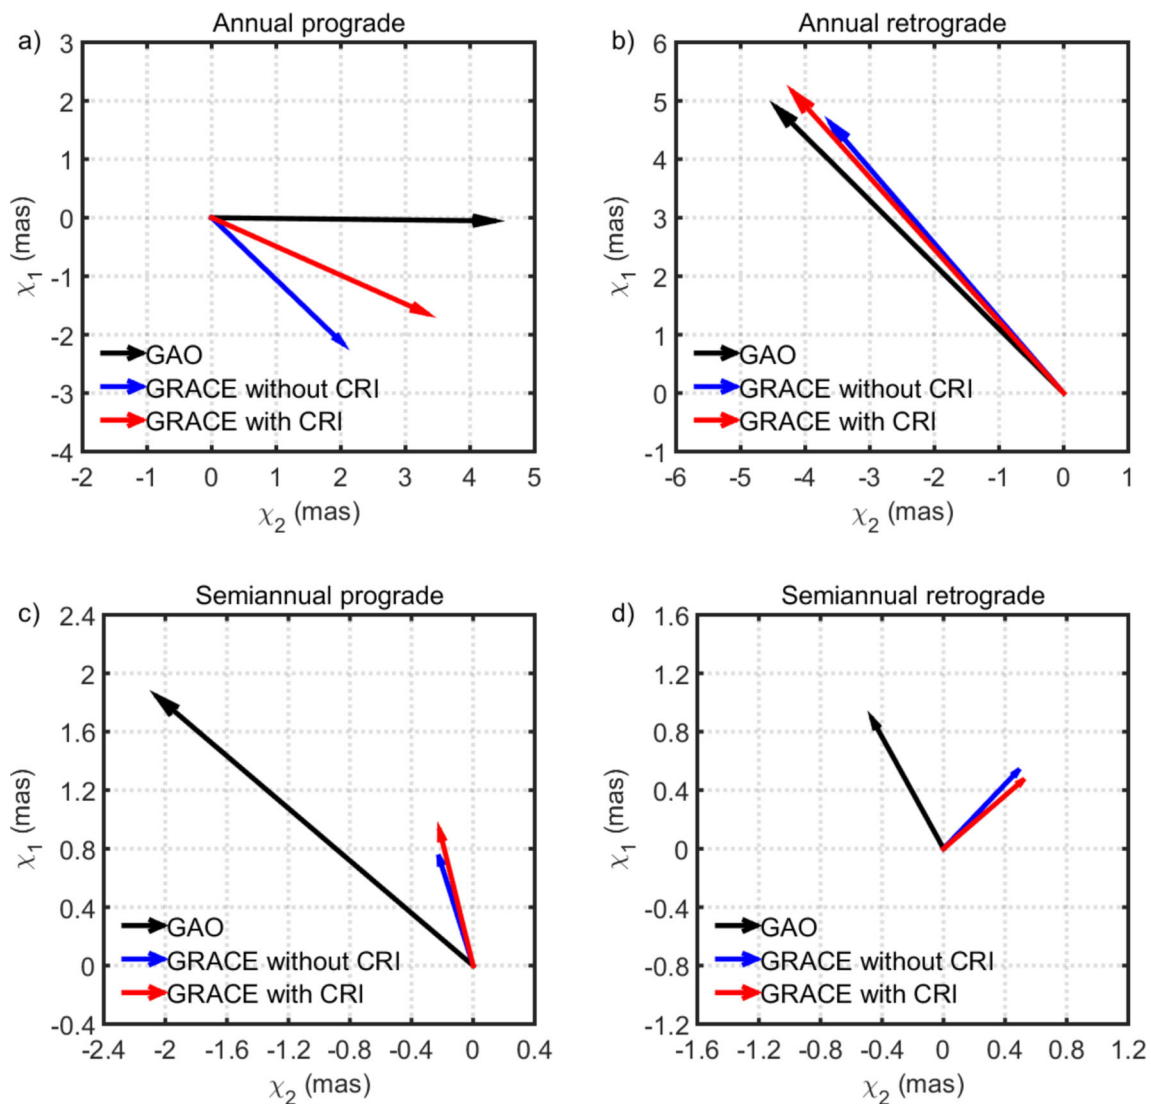 a)
Annual prograde
3
2
1
0
-1
-2
-3
-4
χ1 (mas)
GAO
GRACE without CRI
GRACE with CRI
-2 -1 0 1 2 3 4 5
χ2 (mas)
b)
Annual retrograde
6
5
4
3
2
1
0
-1
χ1 (mas)
GAO
GRACE without CRI
GRACE with CRI
-6 -5 -4 -3 -2 -1 0 1
χ2 (mas)
c)
Semiannual prograde
2.4
2
1.6
1.2
0.8
0.4
0
-0.4
χ1 (mas)
GAO
GRACE without CRI
GRACE with CRI
-2.4 -2 -1.6 -1.2 -0.8 -0.4 0 0.4
χ2 (mas)
d)
Semiannual retrograde
1.6
1.2
0.8
0.4
0
-0.4
-0.8
-1.2
χ1 (mas)
GAO
GRACE without CRI
GRACE with CRI
-1.6 -1.2 -0.8 -0.4 0 0.4 0.8 1.2
χ2 (mas)